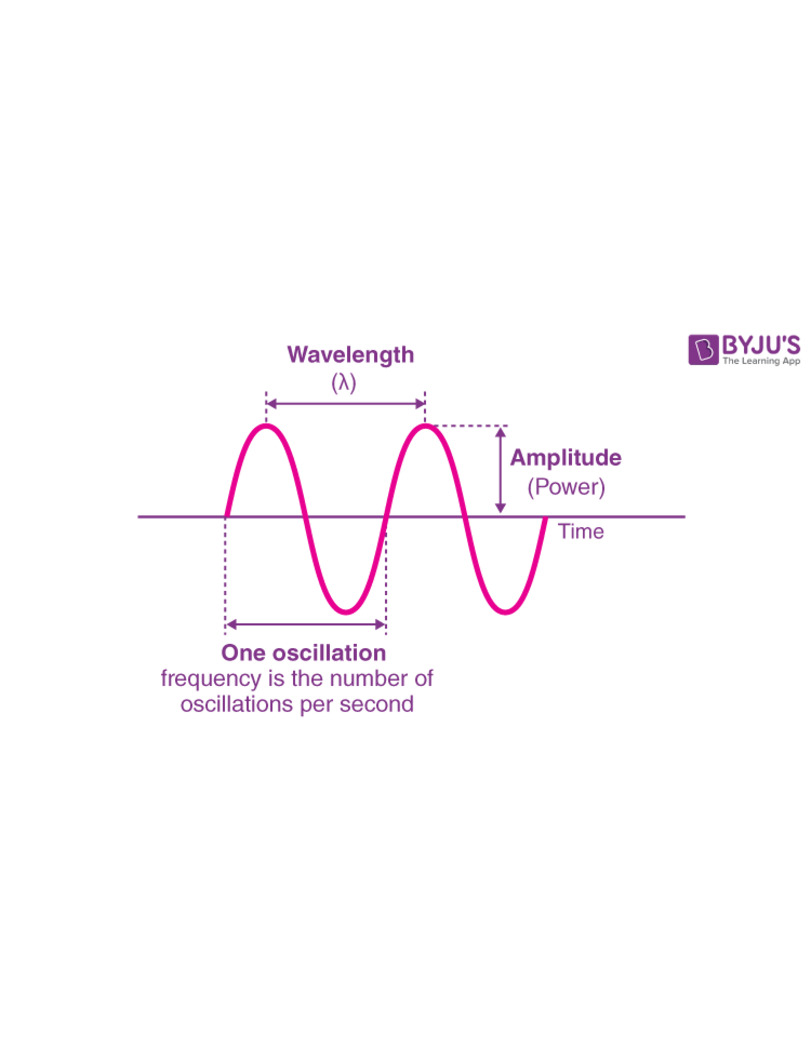 Wavelength
(λ)
BYJU'S
The Learning App
Amplitude
(Power)
Time
One oscillation
frequency is the number of
oscillations per second